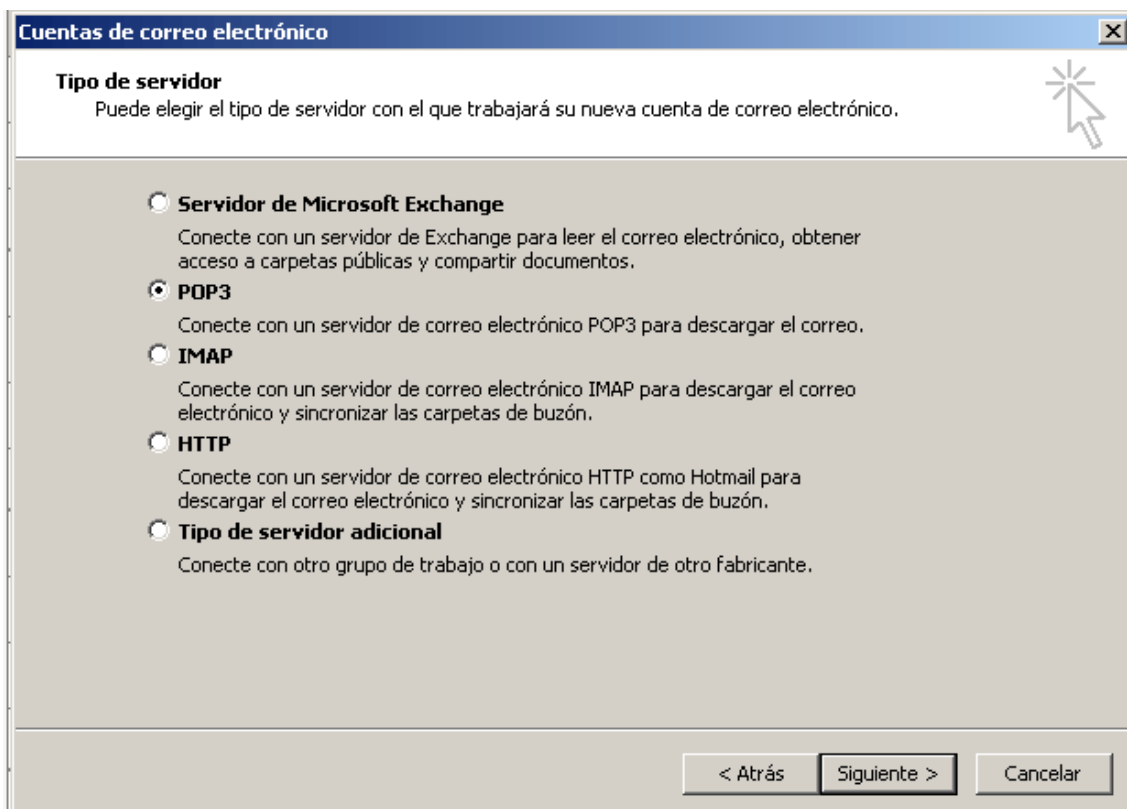 Cuentas de correo electrónico
Tipo de servidor
Puede elegir el tipo de servidor con el que trabajará su nueva cuenta de correo electrónico.
Servidor de Microsoft Exchange
Conecte con un servidor de Exchange para leer el correo electrónico, obtener
acceso a carpetas públicas y compartir documentos.
POP3
Conecte con un servidor de correo electrónico POP3 para descargar el correo.
IMAP
Conecte con un servidor de correo electrónico IMAP para descargar el correo
electrónico y sincronizar las carpetas de buzón.
HTTP
Conecte con un servidor de correo electrónico HTTP como Hotmail para
descargar el correo electrónico y sincronizar las carpetas de buzón.
Tipo de servidor adicional
Conecte con otro grupo de trabajo o con un servidor de otro fabricante.
< Atrás Siguiente > Cancelar